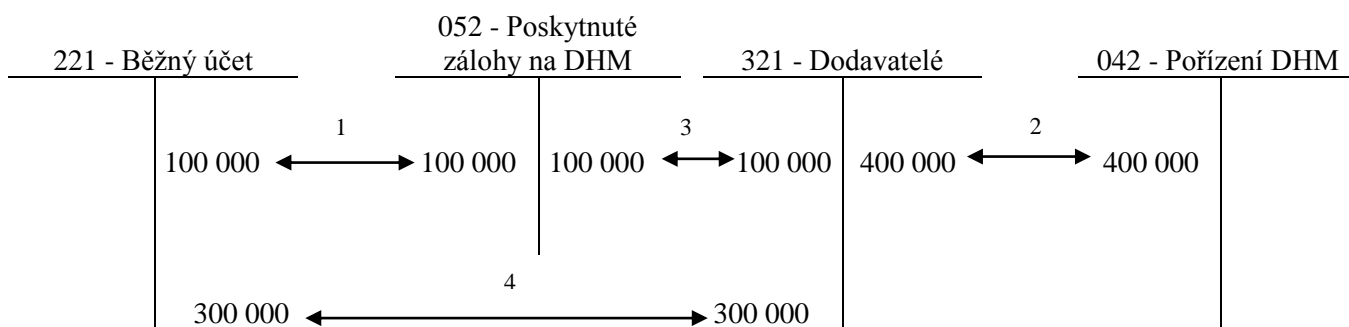 052 - Poskytnuté
221 - Běžný účet zálohy na DHM 321 - Dodavatelé 042 - Pořízení DHM
1 3 2
100 000 100 000 100 000 100 000 400 000 400 000
4
300 000 300 000